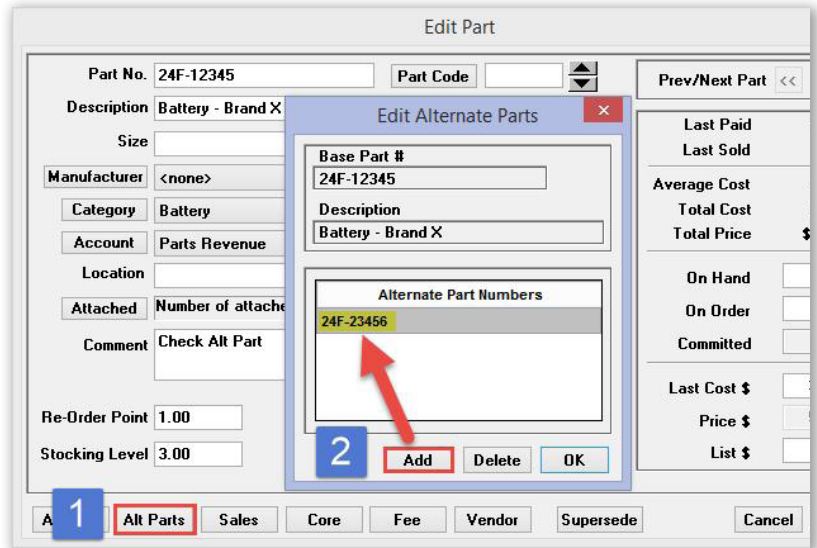 Edit Part
Part No. 24F-12345 Part Code
Prev/Next Part <<
Description Battery - Brand X
Size
Manufacturer <none>
Category Battery
Account Parts Revenue
Location
Attached Number of attache
Comment Check Alt Part
Re-Order Point 1.00
Stocking Level 3.00
Edit Alternate Parts
Base Part #
24F-12345
Description
Battery - Brand X
Alternate Part Numbers
24F-23456
2
Add Delete OK
Last Paid
Last Sold
Average Cost
Total Cost
Total Price $
On Hand
On Order
Committed
Last Cost $
Price $
List $
1
Alt Parts Sales Core Fee Vendor Supersede Cancel